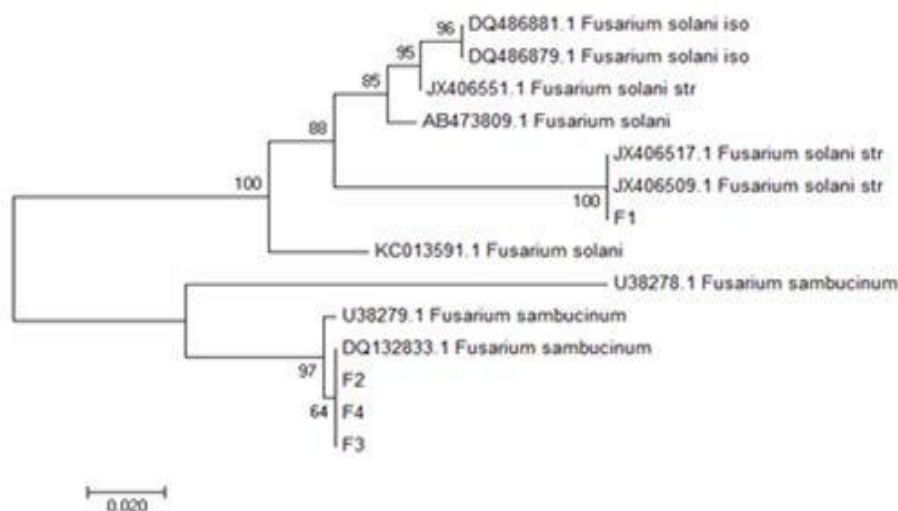 96
DQ486881.1 Fusarium solani iso
95
DQ486879.1 Fusarium solani iso
85
JX406551.1 Fusarium solani str
88
AB473809.1 Fusarium solani
JX406517.1 Fusarium solani str
100
JX406509.1 Fusarium solani str
100
F1
KC013591.1 Fusarium solani
U38278.1 Fusarium sambucinum
U38279.1 Fusarium sambucinum
DQ132833.1 Fusarium sambucinum
97
F2
64
F4
F3
0.020